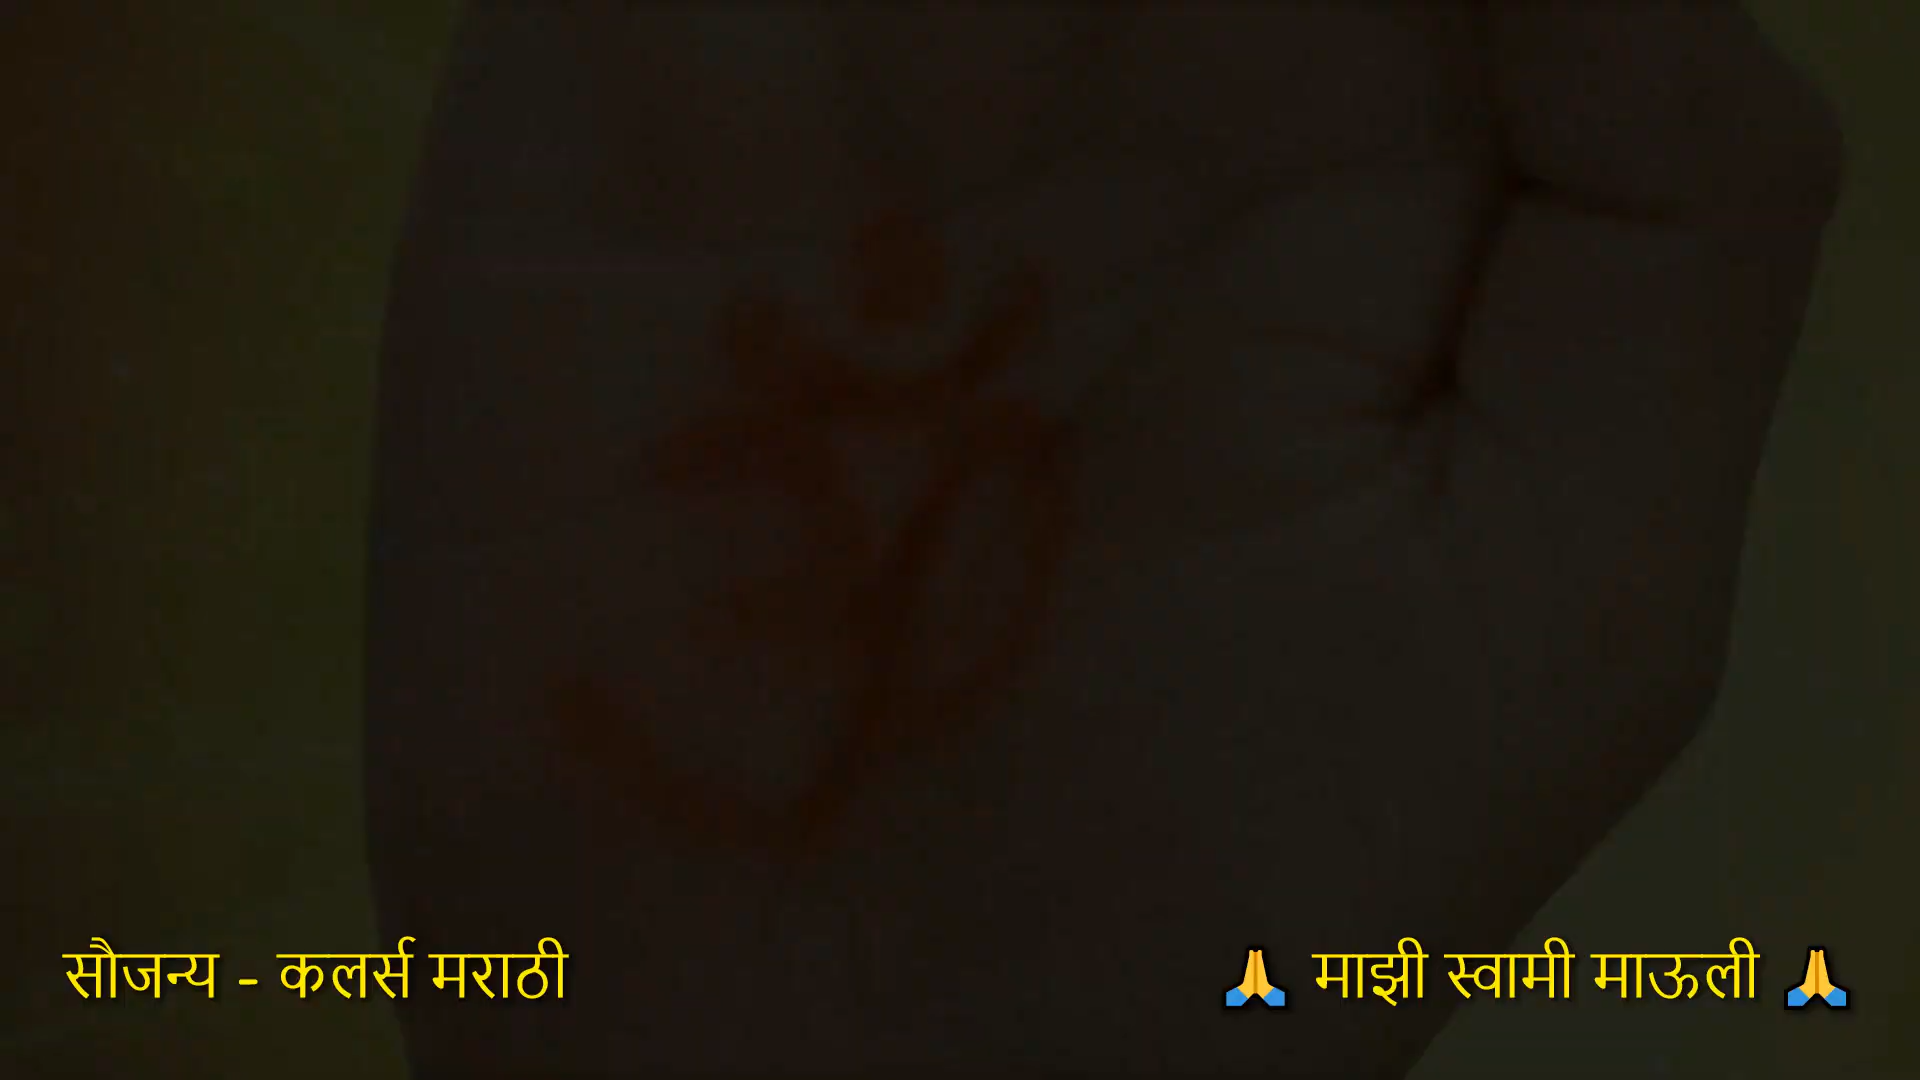 सौजन्य - कलर्स मराठी
🙏 माझी स्वामी माऊली 🙏